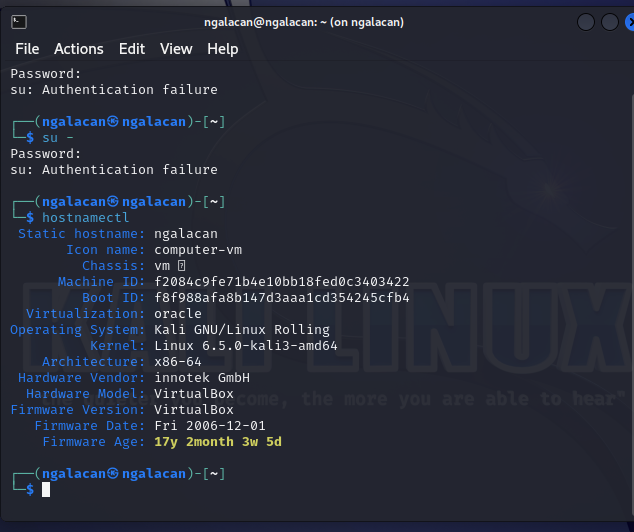 ngalacan@ngalacan: ~ (on ngalacan)
File Actions Edit View Help
Password:
su: Authentication failure
┌──(ngalacan㉿ngalacan)-[~]
└─$ su -
Password:
su: Authentication failure
┌──(ngalacan㉿ngalacan)-[~]
└─$ hostnamectl
Static hostname: ngalacan
Icon name: computer-vm
Chassis: vm
Machine ID: f2084c9fe71b4e10bb18fed0c3403422
Boot ID: f8f988afa8b147d3aaa1cd354245cfb4
Virtualization: oracle
Operating System: Kali GNU/Linux Rolling
Kernel: Linux 6.5.0-kali3-amd64
Architecture: x86-64
Hardware Vendor: innotek GmbH
Hardware Model: VirtualBox
Firmware Version: VirtualBox
Firmware Date: Fri 2006-12-01
Firmware Age: 17y 2month 3w 5d
┌──(ngalacan㉿ngalacan)-[~]
└─$
KALI LINUX
become, the more you are able to hear"